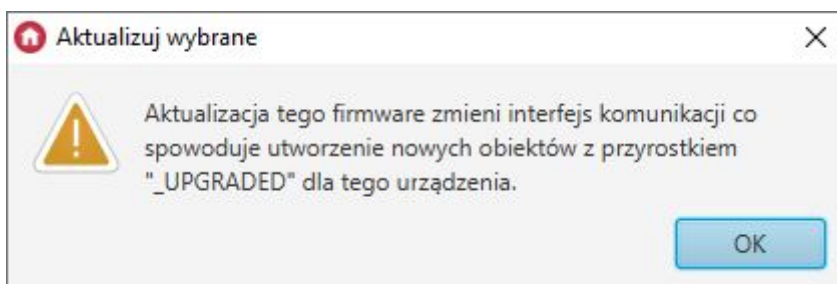 Aktualizuj wybrane
Aktualizacja tego firmware zmieni interfejs komunikacji co
spowoduje utworzenie nowych obiektów z przyrostkiem
"_UPGRADED" dla tego urządzenia.
OK